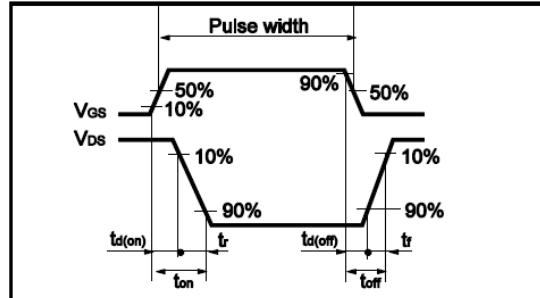 Pulse width
50%
10%
90%
50%
VGS
VDS
10%
90%
10%
90%
td(on)
tr
td(off)
tf
ton
toff